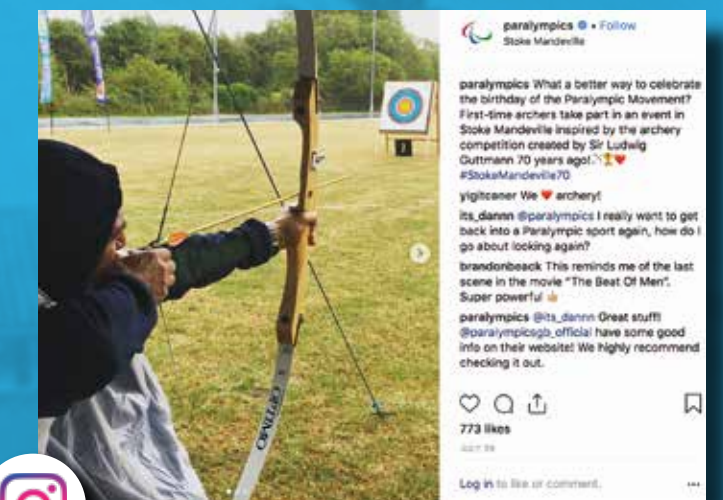 paralympics • Follow
Stoke Mandeville
paralympics What a better way to celebrate
the birthday of the Paralympic Movement?
First-time archers take part in an event in
Stoke Mandeville inspired by the archery
competition created by Sir Ludwig
Guttmann 70 years ago!🏹🏆❤️
#StokeMandeville70
yigitcaner We ❤️ archery!
its_dannn @paralympics I really want to get
back into a Paralympic sport again, how do I
go about looking again?
brandonbeack This reminds me of the last
scene in the movie "The Beat Of Men".
Super powerful 👍
paralympics @its_dannn Great stuff!
@paralympicsgb_official have some good
info on their website! We highly recommend
checking it out.
773 likes
Log in to like or comment.